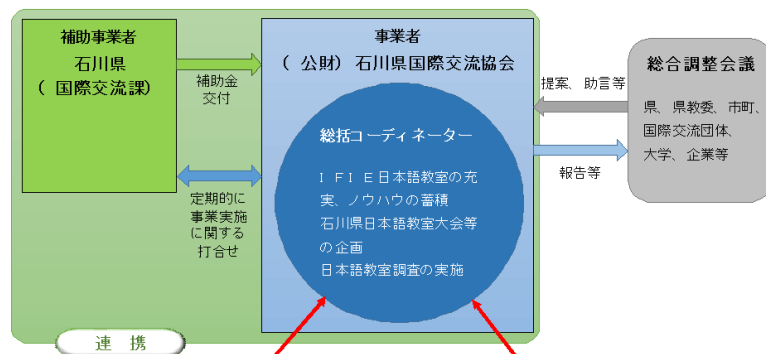 補助事業者
石川県
( 国際交流課)
補助金
交付
定期的に
事業実施
に関する
打合せ
事業者
( 公財) 石川県国際交流協会
総括コーディネーター
I F I E日本語教室の充
実、ノウハウの蓄積
石川県日本語教室大会等
の企画
日本語教室調査の実施
提案、助言等
報告等
総合調整会議
県、県教委、市町、
国際交流団体、
大学、企業等
連 携